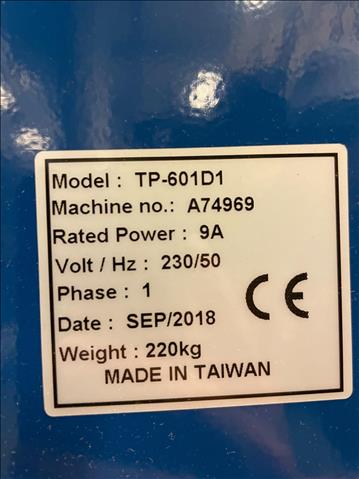 Model : TP-601D1
Machine no.: A74969
Rated Power : 9A
Volt / Hz : 230/50
Phase : 1
Date : SEP/2018
Weight : 220kg
MADE IN TAIWAN
CE